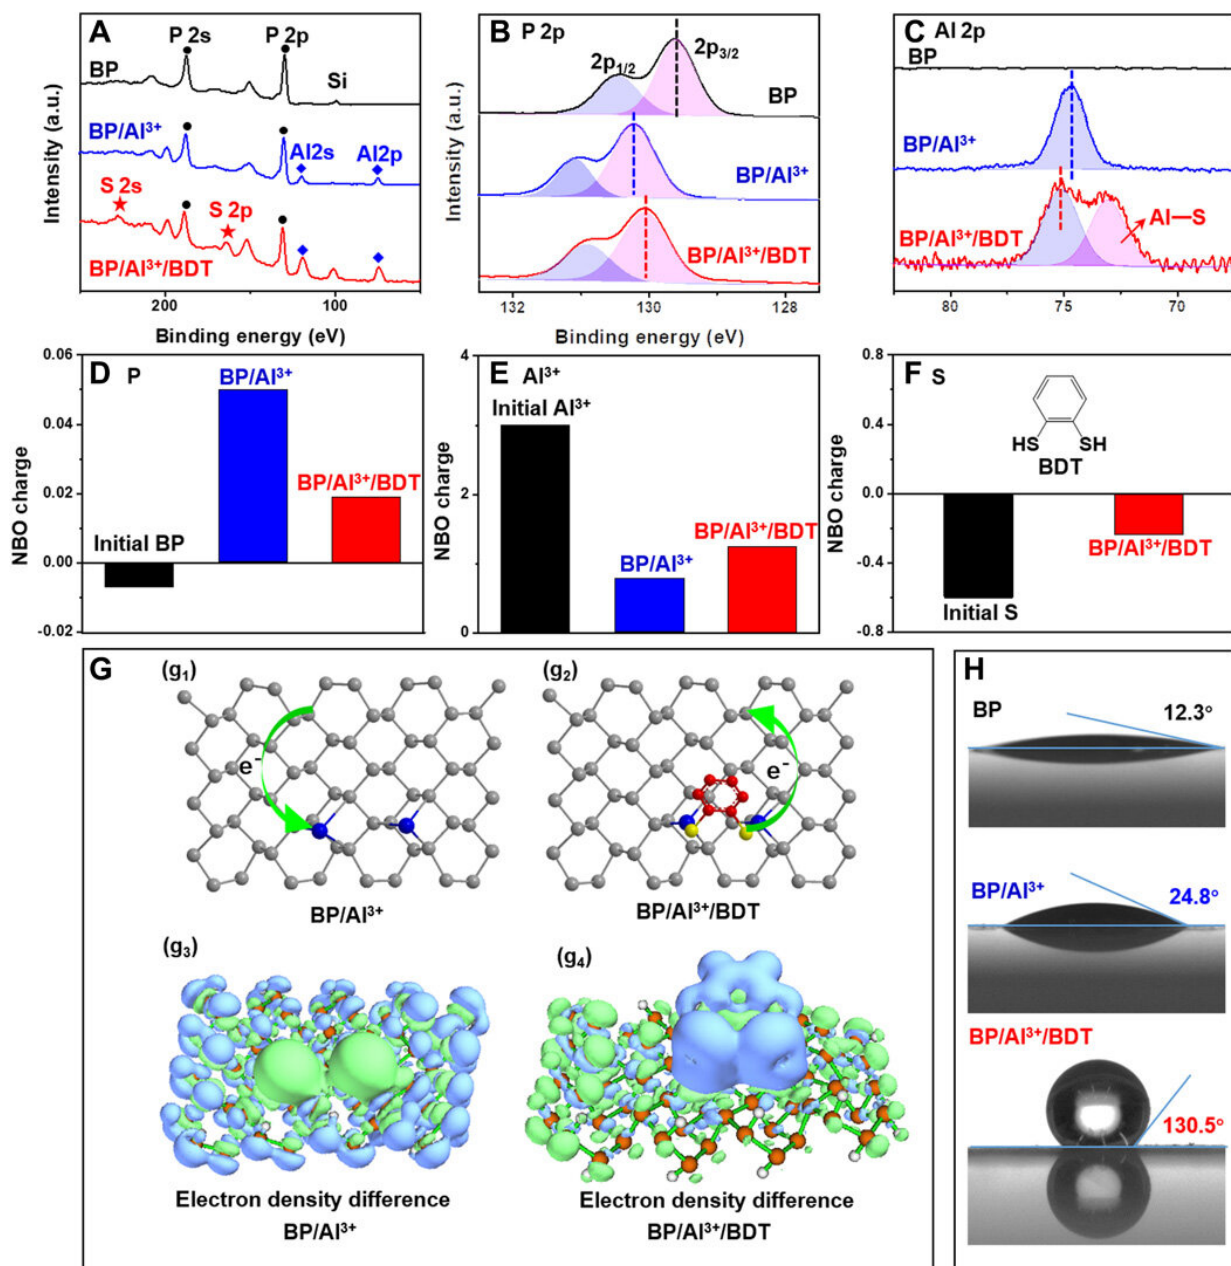 A
P 2s
P 2p
BP
Si
BP/Al³⁺
Al2s
Al2p
S 2s
S 2p
BP/Al³⁺/BDT
Intensity (a.u.)
200
100
Binding energy (eV)
B P 2p
2p₁/₂
2p₃/₂
BP
BP/Al³⁺
BP/Al³⁺/BDT
Intensity (a.u.)
132
130
128
Binding energy (eV)
C Al 2p
BP
BP/Al³⁺
Al—S
BP/Al³⁺/BDT
Intensity (a.u.)
80
75
70
Binding energy (eV)
D P
BP/Al³⁺
BP/Al³⁺/BDT
Initial BP
NBO charge
0.06
0.04
0.02
0.00
-0.02
E Al³⁺
Initial Al³⁺
BP/Al³⁺/BDT
BP/Al³⁺
NBO charge
4
2
0
F S
HS
SH
BDT
BP/Al³⁺/BDT
Initial S
NBO charge
0.8
0.4
0.0
-0.4
-0.8
G
(g₁)
e⁻
BP/Al³⁺
(g₂)
e⁻
BP/Al³⁺/BDT
(g₃)
Electron density difference
BP/Al³⁺
(g₄)
Electron density difference
BP/Al³⁺/BDT
H
BP
12.3°
BP/Al³⁺
24.8°
BP/Al³⁺/BDT
130.5°